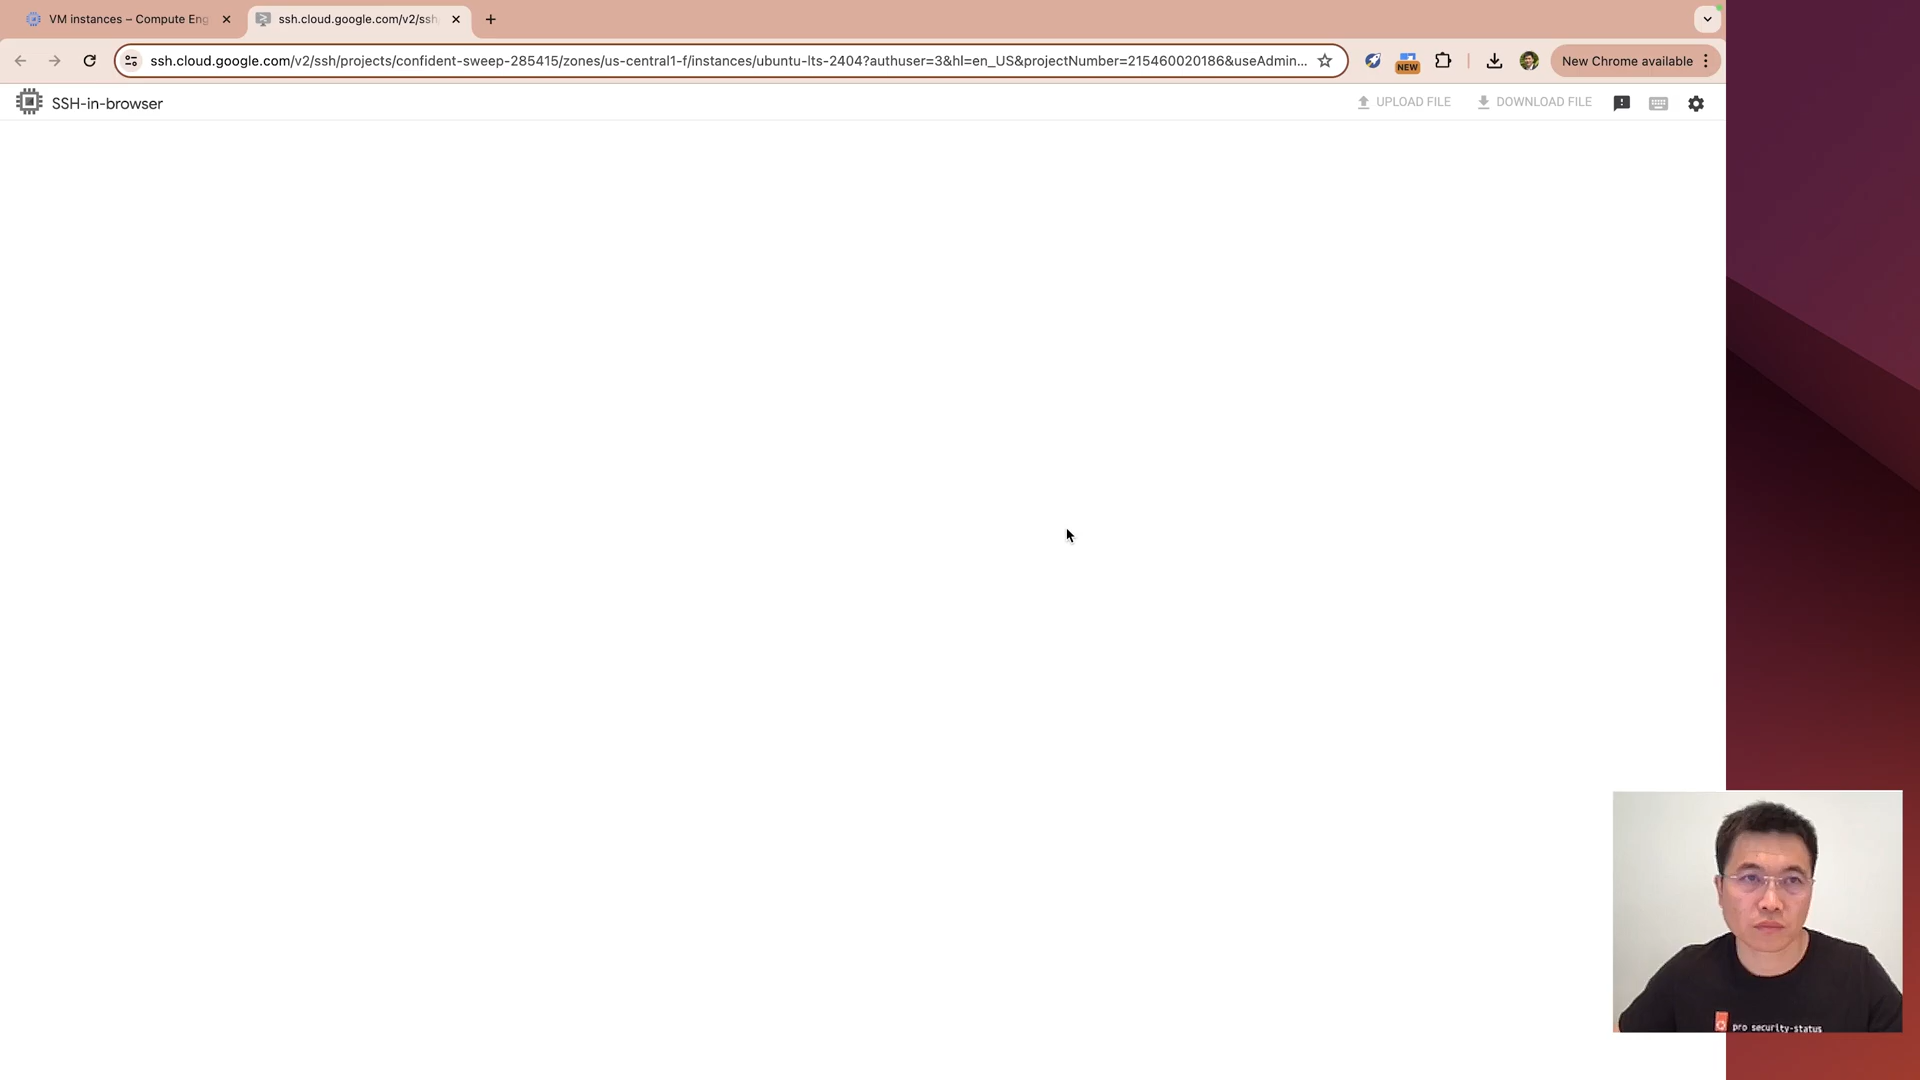 VM instances – Compute Eng
ssh.cloud.google.com/v2/ssh
ssh.cloud.google.com/v2/ssh/projects/confident-sweep-285415/zones/us-central1-f/instances/ubuntu-lts-2404?authuser=3&hl=en_US&projectNumber=215460020186&useAdmin...
NEW
New Chrome available
SSH-in-browser
UPLOAD FILE
DOWNLOAD FILE
pro security-status